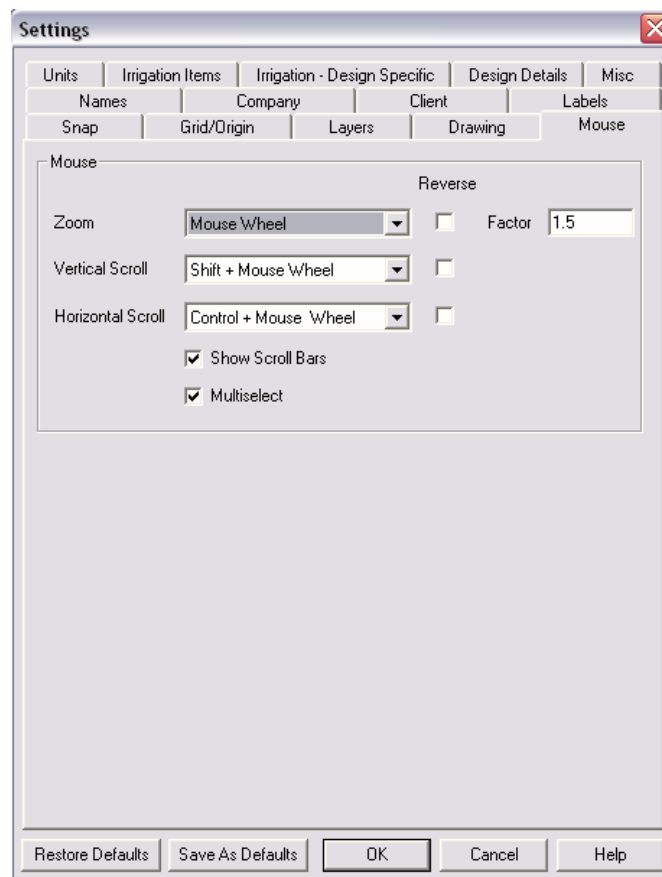 Settings
Units Irrigation Items Irrigation - Design Specific Design Details Misc
Names Company Client Labels
Snap Grid/Origin Layers Drawing Mouse
Mouse
Reverse
Zoom Mouse Wheel Factor 1.5
Vertical Scroll Shift + Mouse Wheel
Horizontal Scroll Control + Mouse Wheel
Show Scroll Bars
Multiselect
Restore Defaults Save As Defaults OK Cancel Help